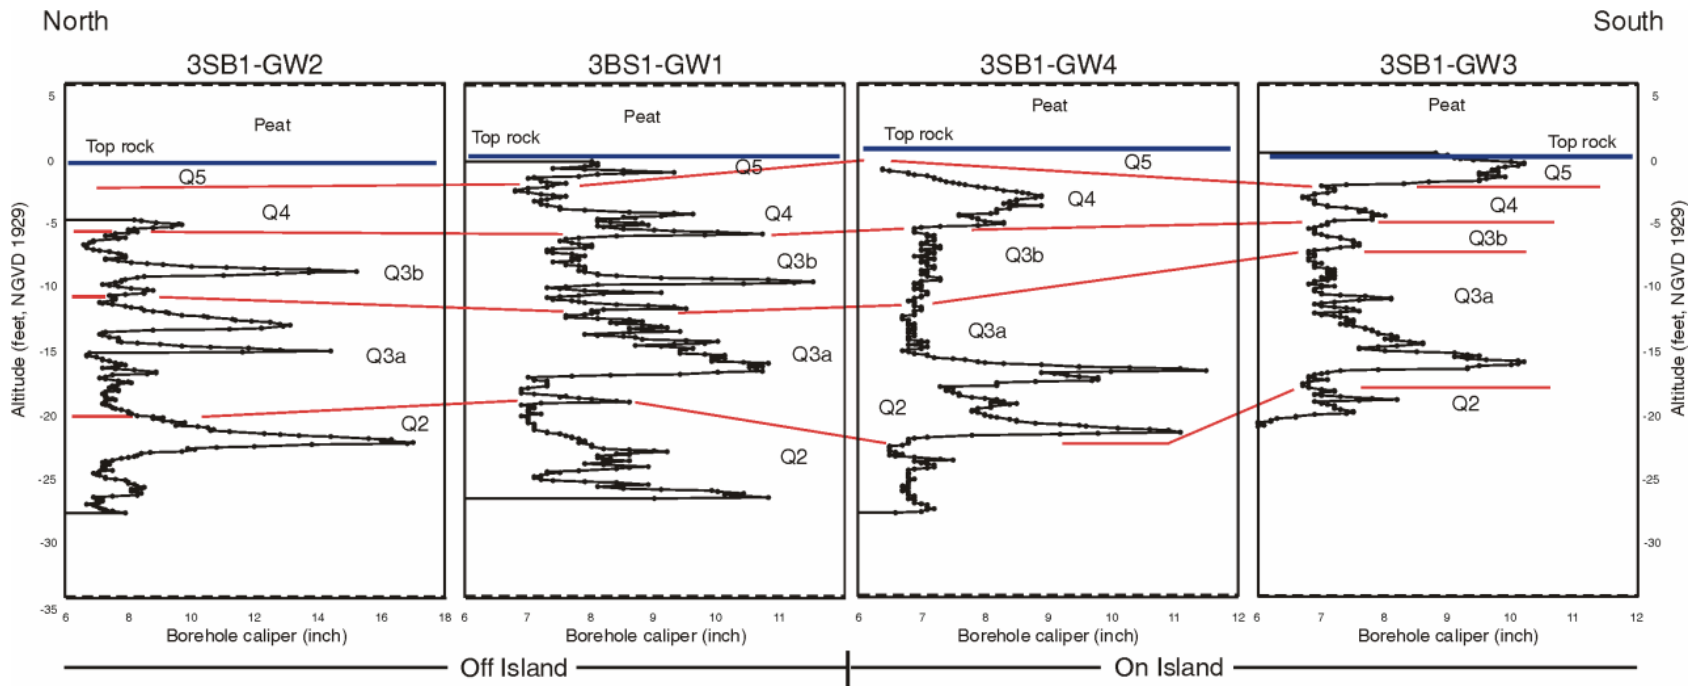 North
South
3SB1-GW2
3BS1-GW1
3SB1-GW4
3SB1-GW3
Altitude (feet, NGVD 1929)
5
0
-5
-10
-15
-20
-25
-30
-35
Peat
Top rock
Q5
Q4
Q3b
Q3a
Q2
6 8 10 12 14 16 18
Borehole caliper (inch)
Peat
Top rock
Q5
Q4
Q3b
Q3a
Q2
6 7 8 9 10 11
Borehole caliper (inch)
Peat
Top rock
Q5
Q4
Q3b
Q3a
Q2
6 7 8 9 10 11 12
Borehole caliper (inch)
Peat
Top rock
Q5
Q4
Q3b
Q3a
Q2
6 7 8 9 10 11 12
Borehole caliper (inch)
5
0
-5
-10
-15
-20
-25
-30
Altitude (feet, NGVD 1929)
Off Island
On Island